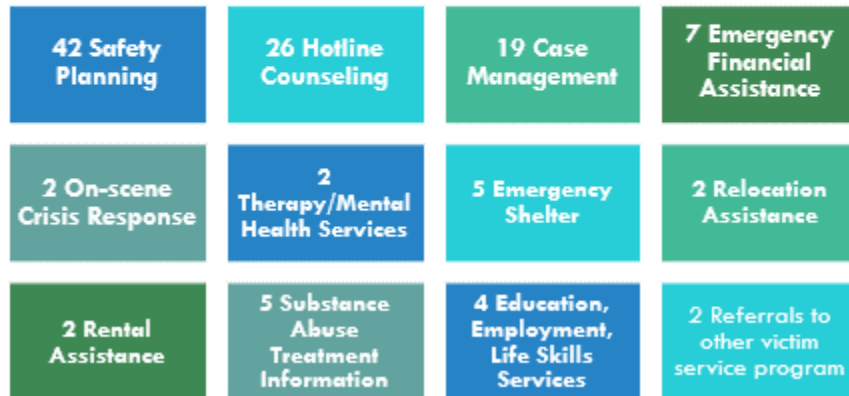 42 Safety
Planning
26 Hotline
Counseling
19 Case
Management
7 Emergency
Financial
Assistance
2 On-scene
Crisis Response
2
Therapy/Mental
Health Services
5 Emergency
Shelter
2 Relocation
Assistance
2 Rental
Assistance
5 Substance
Abuse
Treatment
Information
4 Education,
Employment,
Life Skills
Services
2 Referrals to
other victim
service program